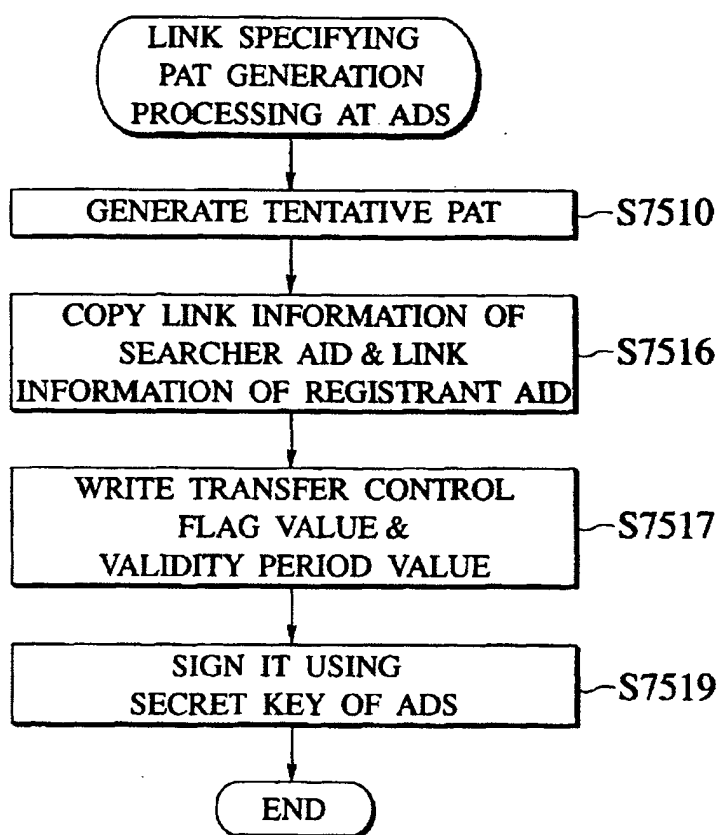 LINK SPECIFYING
PAT GENERATION
PROCESSING AT ADS
GENERATE TENTATIVE PAT
S7510
COPY LINK INFORMATION OF
SEARCHER AID & LINK
INFORMATION OF REGISTRANT AID
S7516
WRITE TRANSFER CONTROL
FLAG VALUE &
VALIDITY PERIOD VALUE
S7517
SIGN IT USING
SECRET KEY OF ADS
S7519
END